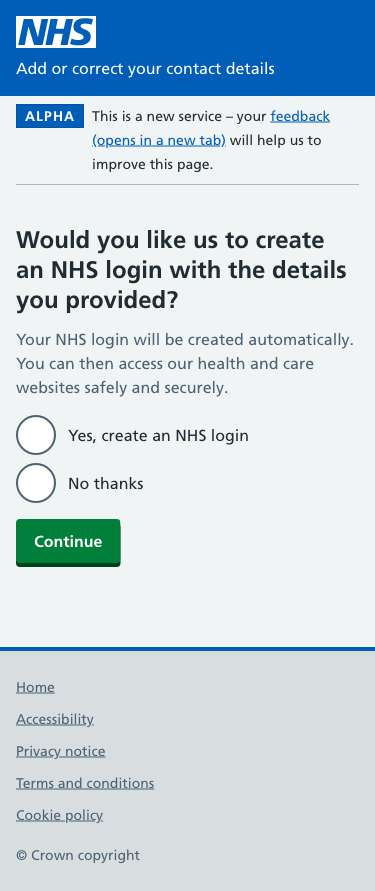 NHS
Add or correct your contact details
ALPHA This is a new service – your feedback
(opens in a new tab) will help us to
improve this page.
Would you like us to create
an NHS login with the details
you provided?
Your NHS login will be created automatically.
You can then access our health and care
websites safely and securely.
Yes, create an NHS login
No thanks
Continue
Home
Accessibility
Privacy notice
Terms and conditions
Cookie policy
© Crown copyright